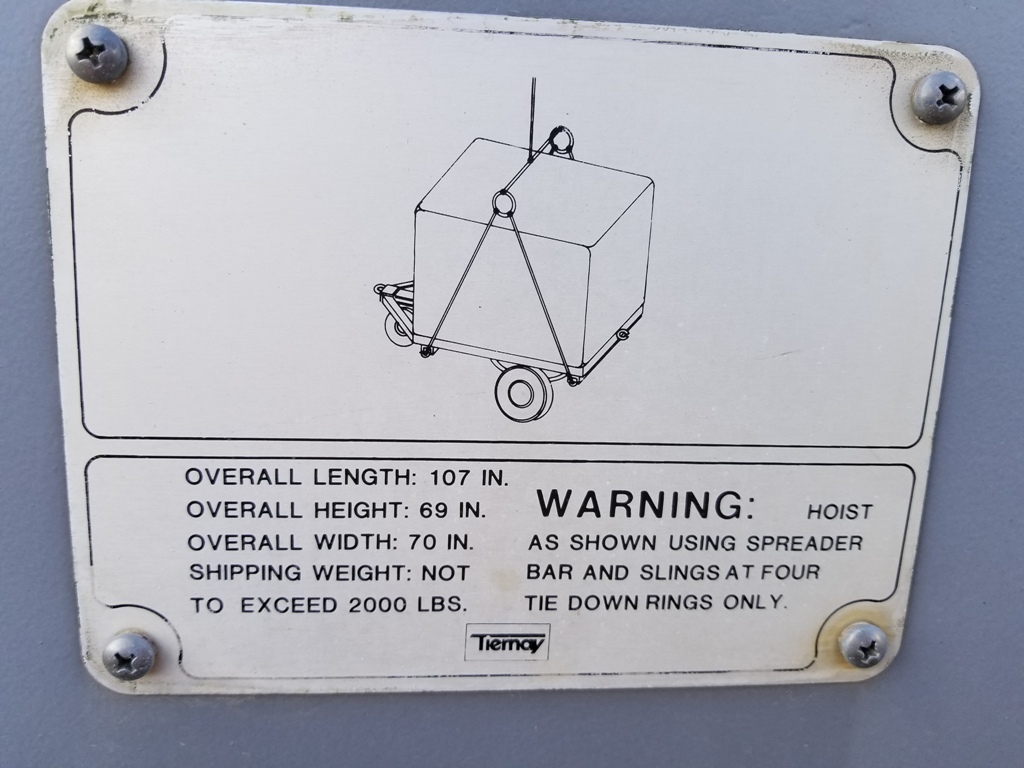 OVERALL LENGTH: 107 IN.
OVERALL HEIGHT: 69 IN.
OVERALL WIDTH: 70 IN.
SHIPPING WEIGHT: NOT
TO EXCEED 2000 LBS.
WARNING: HOIST
AS SHOWN USING SPREADER
BAR AND SLINGS AT FOUR
TIE DOWN RINGS ONLY.
Tiernay